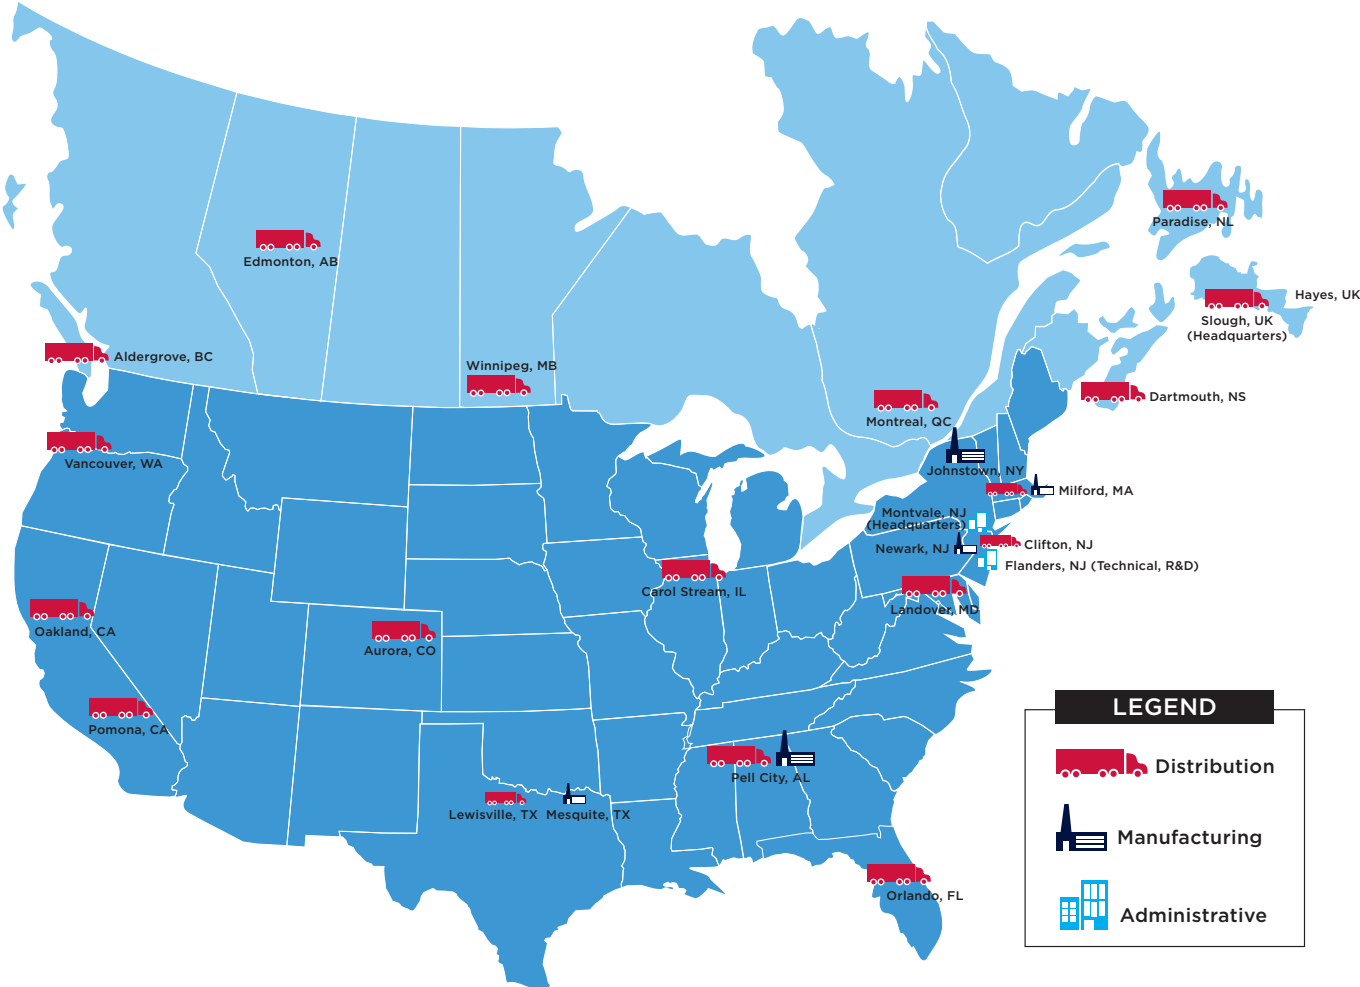 Paradise, NL
Edmonton, AB
Hayes, UK
Slough, UK
(Headquarters)
Aldergrove, BC
Winnipeg, MB
Dartmouth, NS
Montreal, QC
Vancouver, WA
Johnstown, NY
Milford, MA
Montvale, NJ
(Headquarters)
Newark, NJ
Clifton, NJ
Flanders, NJ (Technical, R&D)
Carol Stream, IL
Landover, MD
Oakland, CA
Aurora, CO
Pomona, CA
Pell City, AL
Lewisville, TX
Mesquite, TX
Orlando, FL
LEGEND
Distribution
Manufacturing
Administrative